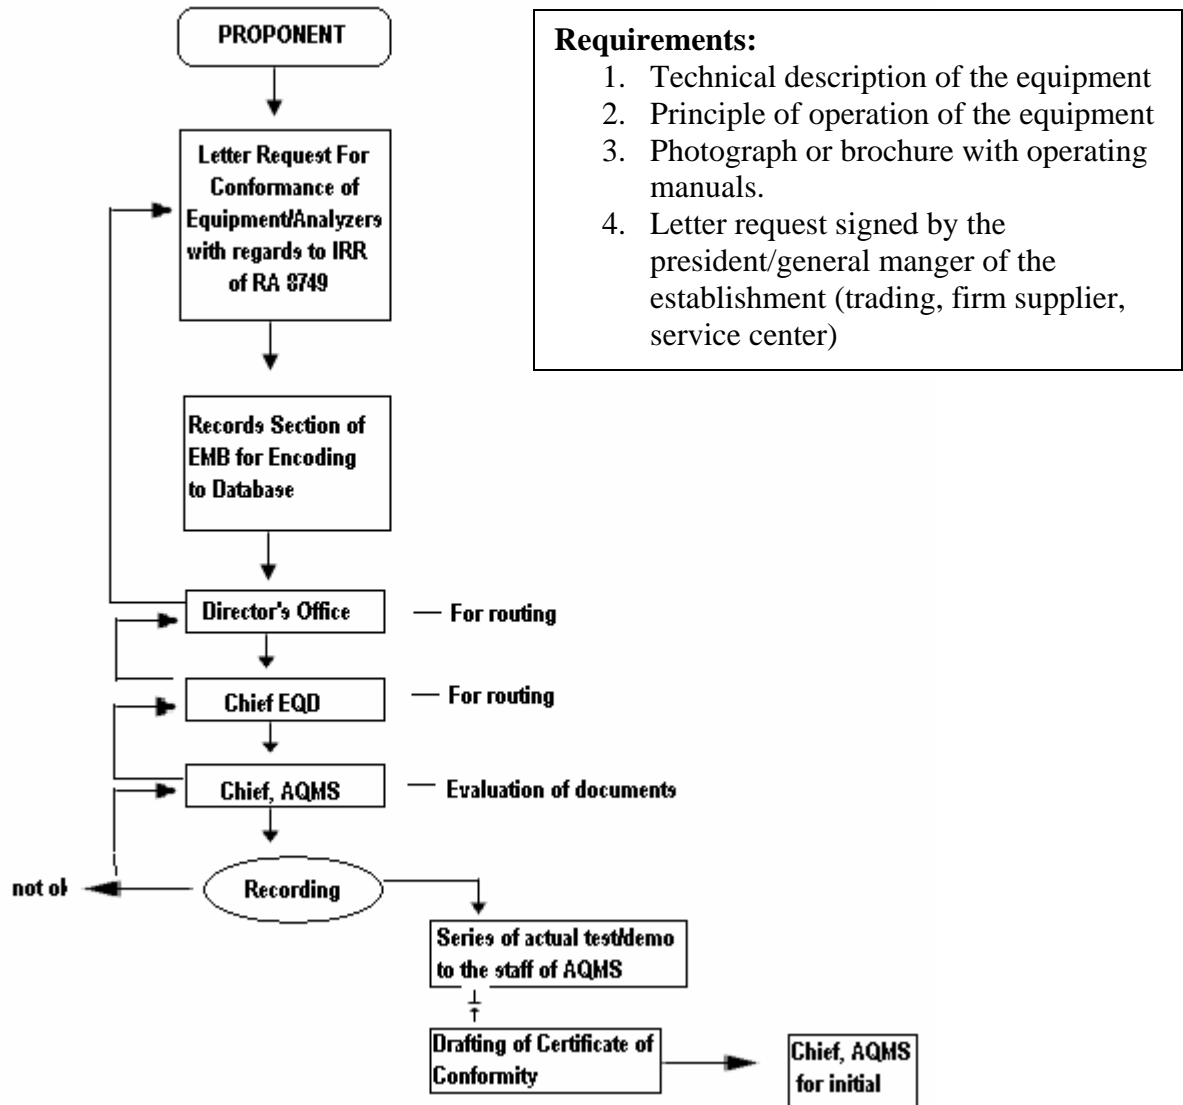 PROPONENT
Requirements:
1. Technical description of the equipment
2. Principle of operation of the equipment
3. Photograph or brochure with operating
manuals.
4. Letter request signed by the
president/general manger of the
establishment (trading, firm supplier,
service center)
Letter Request For
Conformance of
Equipment/Analyzers
with regards to IRR
of RA 8749
Records Section of
EMB for Encoding
to Database
Director's Office
— For routing
Chief EQD
— For routing
Chief, AQMS
— Evaluation of documents
not ok
Recording
Series of actual test/demo
to the staff of AQMS
Drafting of Certificate of
Conformity
Chief, AQMS
for initial